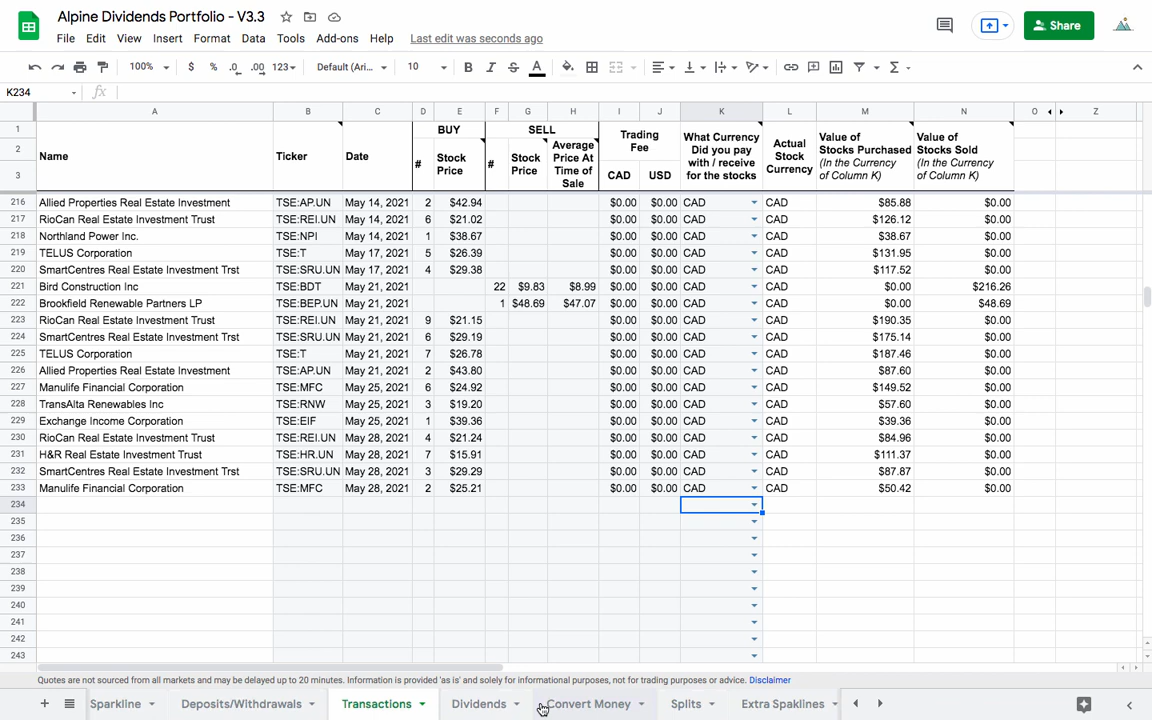 Alpine Dividends Portfolio - V3.3
Share
File Edit View Insert Format Data Tools Add-ons Help Last edit was seconds ago
100% $ % .0 .00 123 Default (Ari... 10 B I S A Σ
K234 fx
A B C D E F G H I J K L M N O Z
1 BUY SELL Trading Fee What Currency Did you pay with / receive for the stocks Actual Stock Currency Value of Stocks Purchased (In the Currency of Column K) Value of Stocks Sold (In the Currency of Column K)
2 Name Ticker Date # Stock Price # Stock Price Average Price At Time of Sale
3 CAD USD
216 Allied Properties Real Estate Investment TSE:AP.UN May 14, 2021 2 $42.94 $0.00 $0.00 CAD CAD $85.88 $0.00
217 RioCan Real Estate Investment Trust TSE:REI.UN May 14, 2021 6 $21.02 $0.00 $0.00 CAD CAD $126.12 $0.00
218 Northland Power Inc. TSE:NPI May 14, 2021 1 $38.67 $0.00 $0.00 CAD CAD $38.67 $0.00
219 TELUS Corporation TSE:T May 17, 2021 5 $26.39 $0.00 $0.00 CAD CAD $131.95 $0.00
220 SmartCentres Real Estate Investment Trst TSE:SRU.UN May 17, 2021 4 $29.38 $0.00 $0.00 CAD CAD $117.52 $0.00
221 Bird Construction Inc TSE:BDT May 21, 2021 22 $9.83 $8.99 $0.00 $0.00 CAD CAD $0.00 $216.26
222 Brookfield Renewable Partners LP TSE:BEP.UN May 21, 2021 1 $48.69 $47.07 $0.00 $0.00 CAD CAD $0.00 $48.69
223 RioCan Real Estate Investment Trust TSE:REI.UN May 21, 2021 9 $21.15 $0.00 $0.00 CAD CAD $190.35 $0.00
224 SmartCentres Real Estate Investment Trst TSE:SRU.UN May 21, 2021 6 $29.19 $0.00 $0.00 CAD CAD $175.14 $0.00
225 TELUS Corporation TSE:T May 21, 2021 7 $26.78 $0.00 $0.00 CAD CAD $187.46 $0.00
226 Allied Properties Real Estate Investment TSE:AP.UN May 21, 2021 2 $43.80 $0.00 $0.00 CAD CAD $87.60 $0.00
227 Manulife Financial Corporation TSE:MFC May 25, 2021 6 $24.92 $0.00 $0.00 CAD CAD $149.52 $0.00
228 TransAlta Renewables Inc TSE:RNW May 25, 2021 3 $19.20 $0.00 $0.00 CAD CAD $57.60 $0.00
229 Exchange Income Corporation TSE:EIF May 25, 2021 1 $39.36 $0.00 $0.00 CAD CAD $39.36 $0.00
230 RioCan Real Estate Investment Trust TSE:REI.UN May 28, 2021 4 $21.24 $0.00 $0.00 CAD CAD $84.96 $0.00
231 H&R Real Estate Investment Trust TSE:HR.UN May 28, 2021 7 $15.91 $0.00 $0.00 CAD CAD $111.37 $0.00
232 SmartCentres Real Estate Investment Trst TSE:SRU.UN May 28, 2021 3 $29.29 $0.00 $0.00 CAD CAD $87.87 $0.00
233 Manulife Financial Corporation TSE:MFC May 28, 2021 2 $25.21 $0.00 $0.00 CAD CAD $50.42 $0.00
234
235
236
237
238
239
240
241
242
243
Quotes are not sourced from all markets and may be delayed up to 20 minutes. Information is provided 'as is' and solely for informational purposes, not for trading purposes or advice. Disclaimer
Sparkline Deposits/Withdrawals Transactions Dividends Convert Money Splits Extra Spaklines